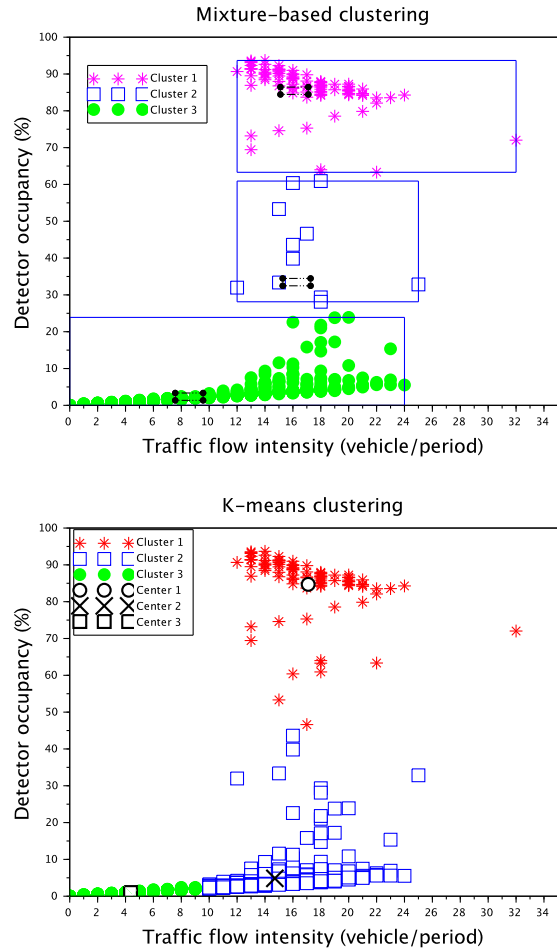 Mixture-based clustering
100
90
80
70
60
50
40
30
20
10
0
Detector occupancy (%)
Cluster 1
Cluster 2
Cluster 3
0 2 4 6 8 10 12 14 16 18 20 22 24 26 28 30 32 34
Traffic flow intensity (vehicle/period)
K-means clustering
100
90
80
70
60
50
40
30
20
10
0
Detector occupancy (%)
Cluster 1
Cluster 2
Cluster 3
Center 1
Center 2
Center 3
0 2 4 6 8 10 12 14 16 18 20 22 24 26 28 30 32 34
Traffic flow intensity (vehicle/period)